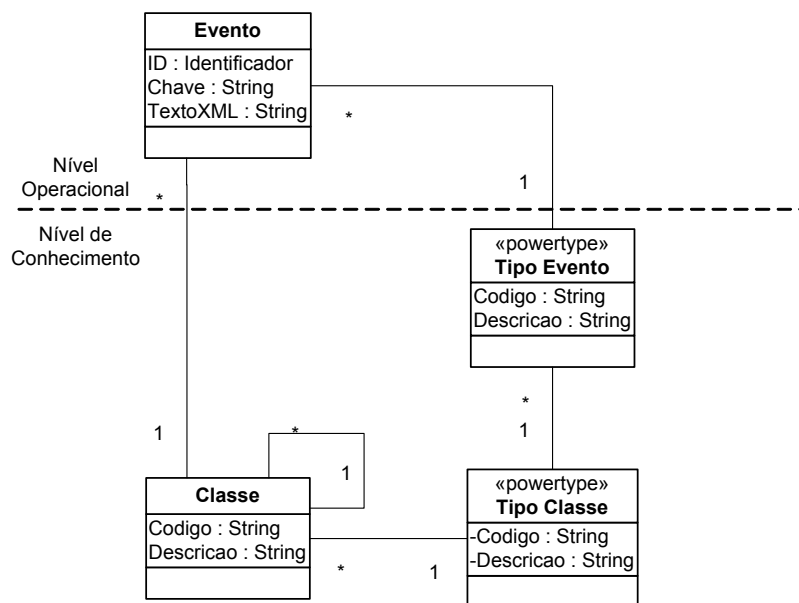 Evento
ID : Identificador
Chave : String
TextoXML : String
*
Nível
Operacional
*
1
Nível de
Conhecimento
«powertype»
Tipo Evento
Codigo : String
Descricao : String
*
1
1
*
1
Classe
Codigo : String
Descricao : String
«powertype»
Tipo Classe
-Codigo : String
-Descricao : String
*
1